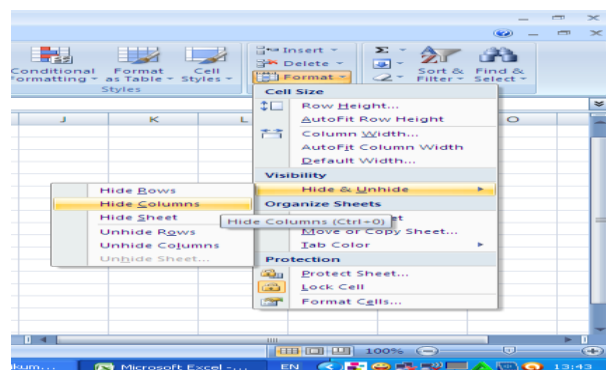 Insert
Conditional Format Cell Delete Sort & Find &
Formatting as Table Styles Format Filter Select
Styles
Cell Size
Row Height...
J K L O
AutoFit Row Height
Column Width...
AutoFit Column Width
Default Width...
Visibility
Hide Rows Hide & Unhide
Hide Columns Organize Sheets
Hide Sheet Hide Columns (Ctrl+0)
Unhide Rows Move or Copy Sheet...
Unhide Columns Tab Color
Unhide Sheet... Protection
Protect Sheet...
Lock Cell
Format Cells...
100%
Microsoft Excel -... EN 13:43